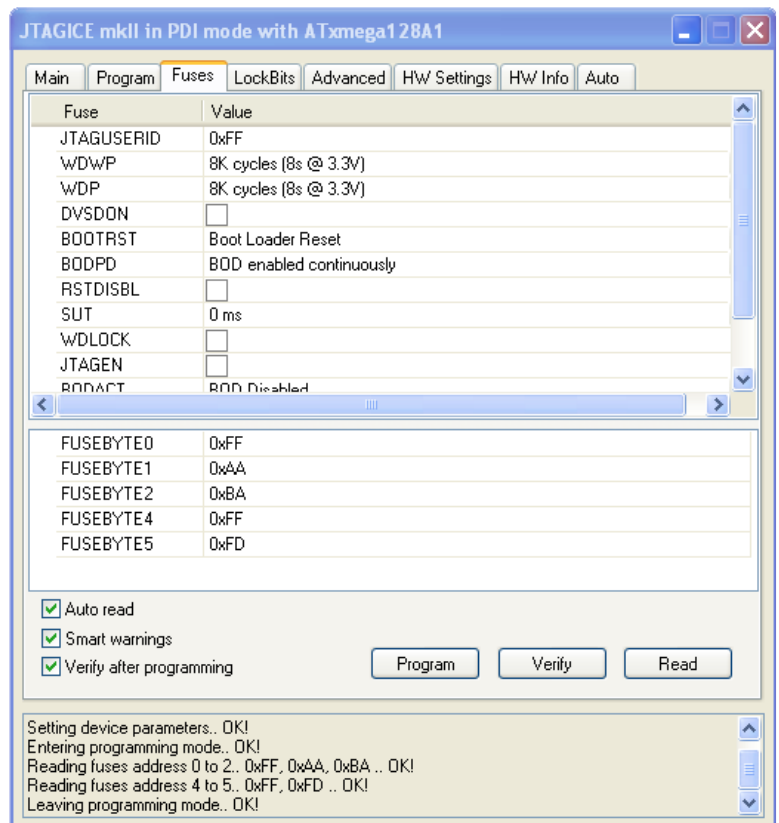 JTAGICE mkII in PDI mode with ATxmega128A1
Main Program Fuses LockBits Advanced HW Settings HW Info Auto
Fuse Value
JTAGUSERID 0xFF
WDWP 8K cycles (8s @ 3.3V)
WDP 8K cycles (8s @ 3.3V)
DVSDON
BOOTRST Boot Loader Reset
BODPD BOD enabled continuously
RSTDISBL
SUT 0 ms
WDLOCK
JTAGEN
BODACT BOD Disabled
FUSEBYTE0 0xFF
FUSEBYTE1 0xAA
FUSEBYTE2 0xBA
FUSEBYTE4 0xFF
FUSEBYTE5 0xFD
Auto read
Smart warnings
Verify after programming
Program Verify Read
Setting device parameters.. OK!
Entering programming mode.. OK!
Reading fuses address 0 to 2.. 0xFF, 0xAA, 0xBA .. OK!
Reading fuses address 4 to 5.. 0xFF, 0xFD .. OK!
Leaving programming mode.. OK!